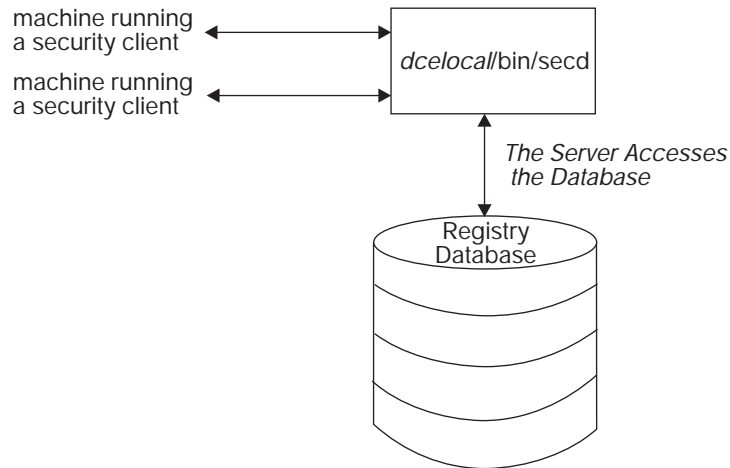 machine running
a security client
dcelocal/bin/secd
machine running
a security client
The Server Accesses
the Database
Registry
Database